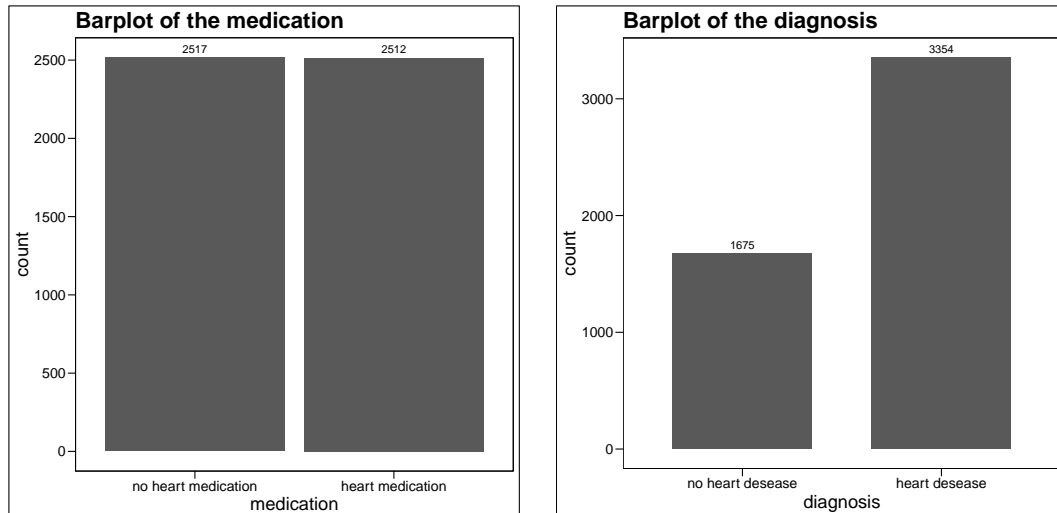 Barplot of the medication
2517
2512
2500
2000
1500
1000
500
0
count
no heart medication
heart medication
medication
Barplot of the diagnosis
3354
3000
2000
1675
1000
0
count
no heart desease
heart desease
diagnosis